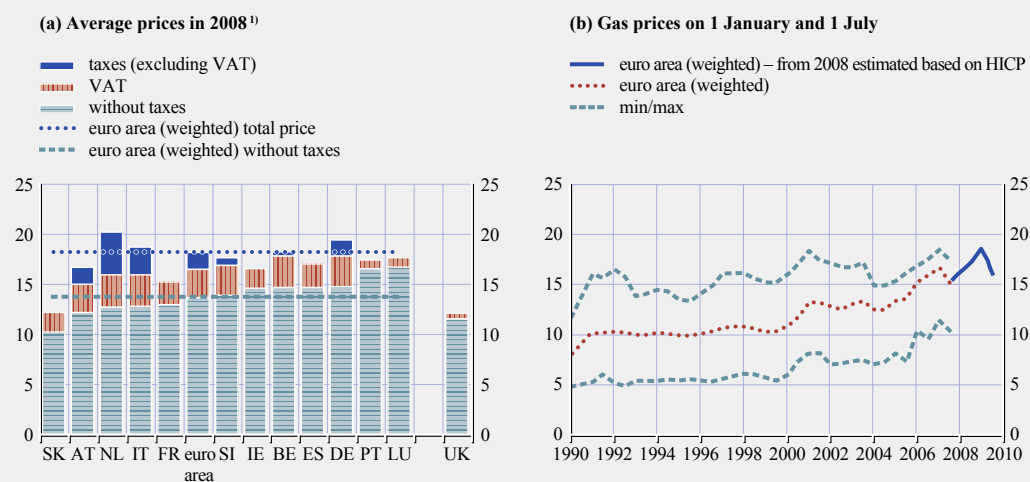 (a) Average prices in 2008 1)
taxes (excluding VAT)
VAT
without taxes
euro area (weighted) total price
euro area (weighted) without taxes
25 25
20 20
15 15
10 10
5 5
0 0
SK AT NL IT FR euro area SI IE BE ES DE PT LU UK
(b) Gas prices on 1 January and 1 July
euro area (weighted) – from 2008 estimated based on HICP
euro area (weighted)
min/max
25 25
20 20
15 15
10 10
5 5
0 0
1990 1992 1994 1996 1998 2000 2002 2004 2006 2008 2010